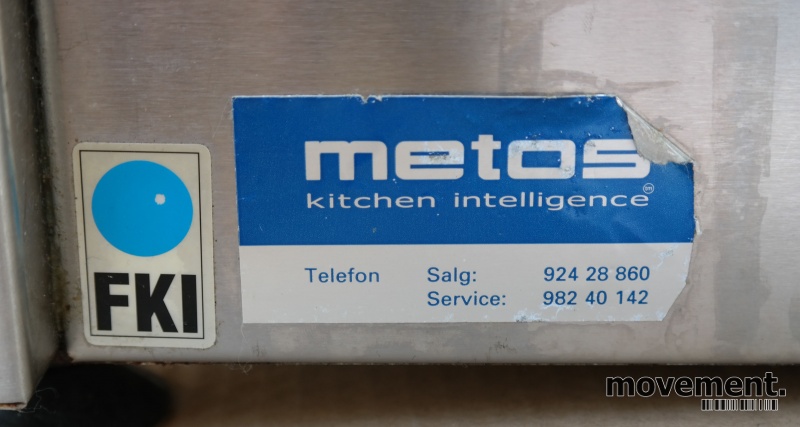 metos
kitchen intelligence
Telefon Salg: 924 28 860
Service: 982 40 142
FKI
movement.